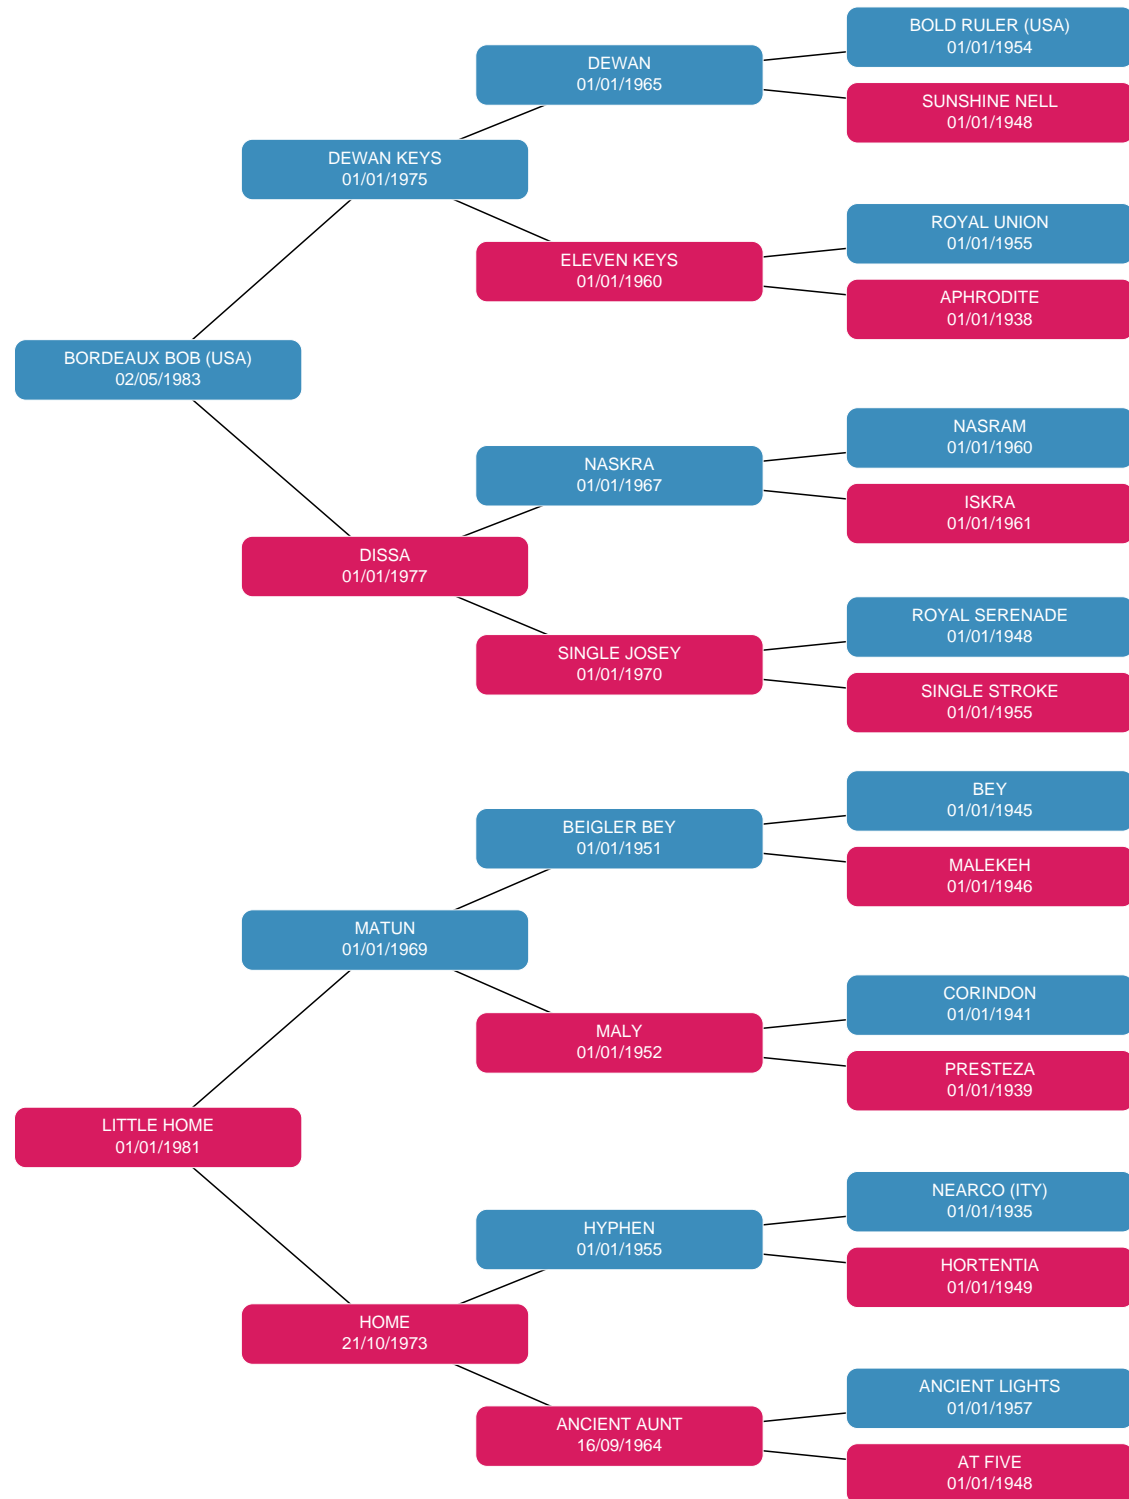 BOLD RULER (USA)
01/01/1954
DEWAN
01/01/1965
SUNSHINE NELL
01/01/1948
DEWAN KEYS
01/01/1975
ROYAL UNION
01/01/1955
ELEVEN KEYS
01/01/1960
APHRODITE
01/01/1938
BORDEAUX BOB (USA)
02/05/1983
NASRAM
01/01/1960
NASKRA
01/01/1967
ISKRA
01/01/1961
DISSA
01/01/1977
ROYAL SERENADE
01/01/1948
SINGLE JOSEY
01/01/1970
SINGLE STROKE
01/01/1955
BEY
01/01/1945
BEIGLER BEY
01/01/1951
MALEKEH
01/01/1946
MATUN
01/01/1969
CORINDON
01/01/1941
MALY
01/01/1952
PRESTEZA
01/01/1939
LITTLE HOME
01/01/1981
NEARCO (ITY)
01/01/1935
HYPHEN
01/01/1955
HORTENTIA
01/01/1949
HOME
21/10/1973
ANCIENT LIGHTS
01/01/1957
ANCIENT AUNT
16/09/1964
AT FIVE
01/01/1948